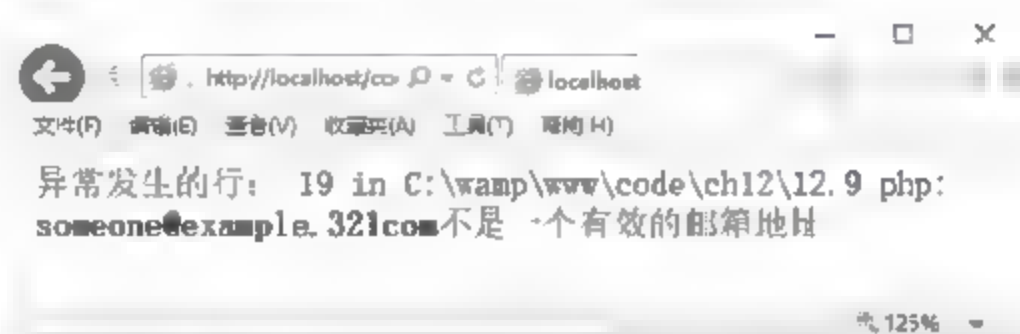 http://localhost/co localhost
文件(F) 编辑(E) 查看(V) 收藏夹(A) 工具(T) 帮助(H)
异常发生的行： 19 in C:\wamp\www\code\ch12\12.9 php:
someone@example.321com不是一个有效的邮箱地址
125%